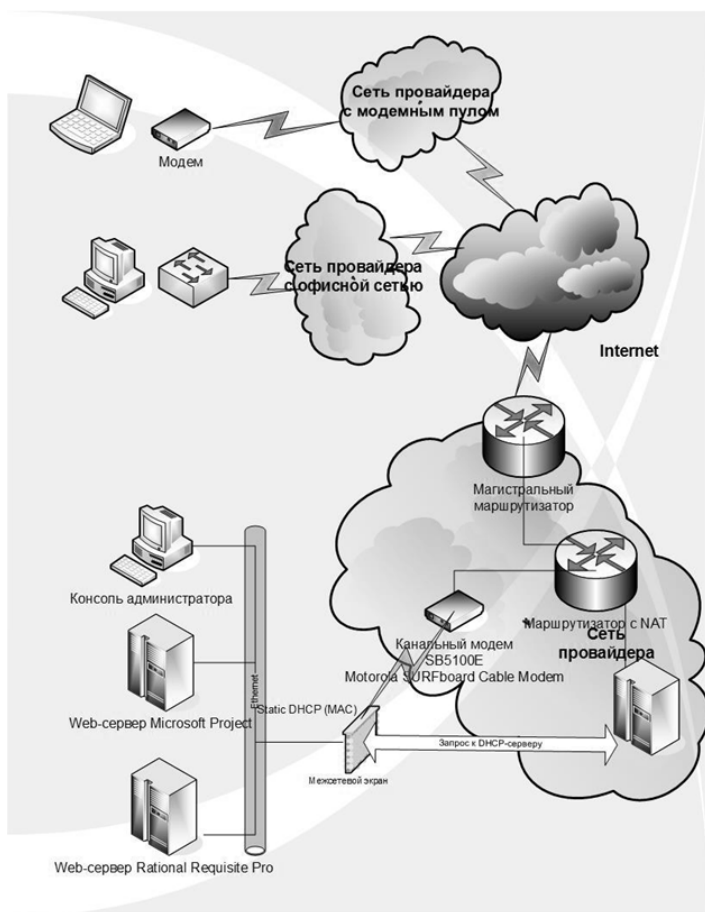 Сеть провайдера
с модемным пулом
Модем
Сеть провайдера
с офисной сетью
Internet
Магистральный
маршрутизатор
Консоль администратора
Маршрутизатор с NAT
Канальный модем
SB5100E
Motorola SURFboard Cable Modem
Сеть
провайдера
Ethernet
Static DHCP (MAC)
Web-сервер Microsoft Project
Запрос к DHCP-серверу
Межсетевой экран
Web-сервер Rational Requisite Pro